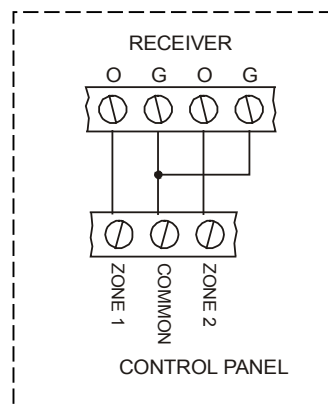 RECEIVER
O G O G
ZONE 1
COMMON
ZONE 2
CONTROL PANEL